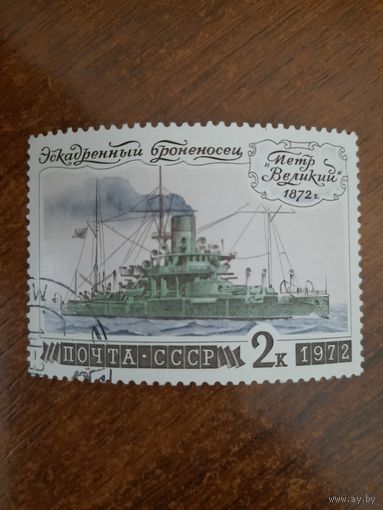 Эскадренный броненосец
"Петр
Великий"
1872 г.
ПОЧТА · СССР
2к
1972
www.ay.by